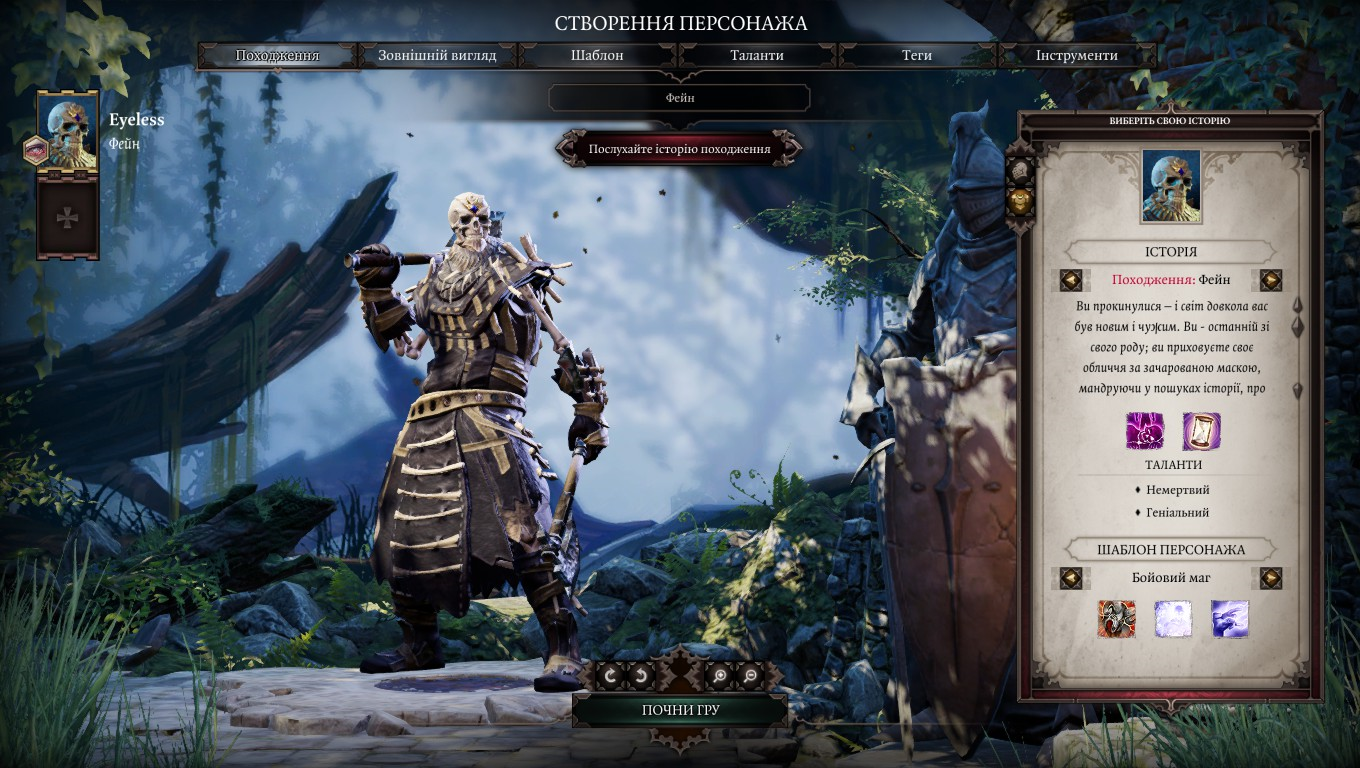 СТВОРЕННЯ ПЕРСОНАЖА
Походження
Зовнішній вигляд
Шаблон
Таланти
Теги
Інструменти
Фейн
Послухайте історію походження
Eyeless
Фейн
ВИБЕРІТЬ СВОЮ ІСТОРІЮ
ІСТОРІЯ
Походження: Фейн
Ви прокинулися – і світ довкола вас
був новим і чужим. Ви - останній зі
свого роду; ви приховуєте своє
обличчя за зачарованою маскою,
мандруючи у пошуках історії, про
ТАЛАНТИ
Немертвий
Геніальний
ШАБЛОН ПЕРСОНАЖА
Бойовий маг
ПОЧНИ ГРУ